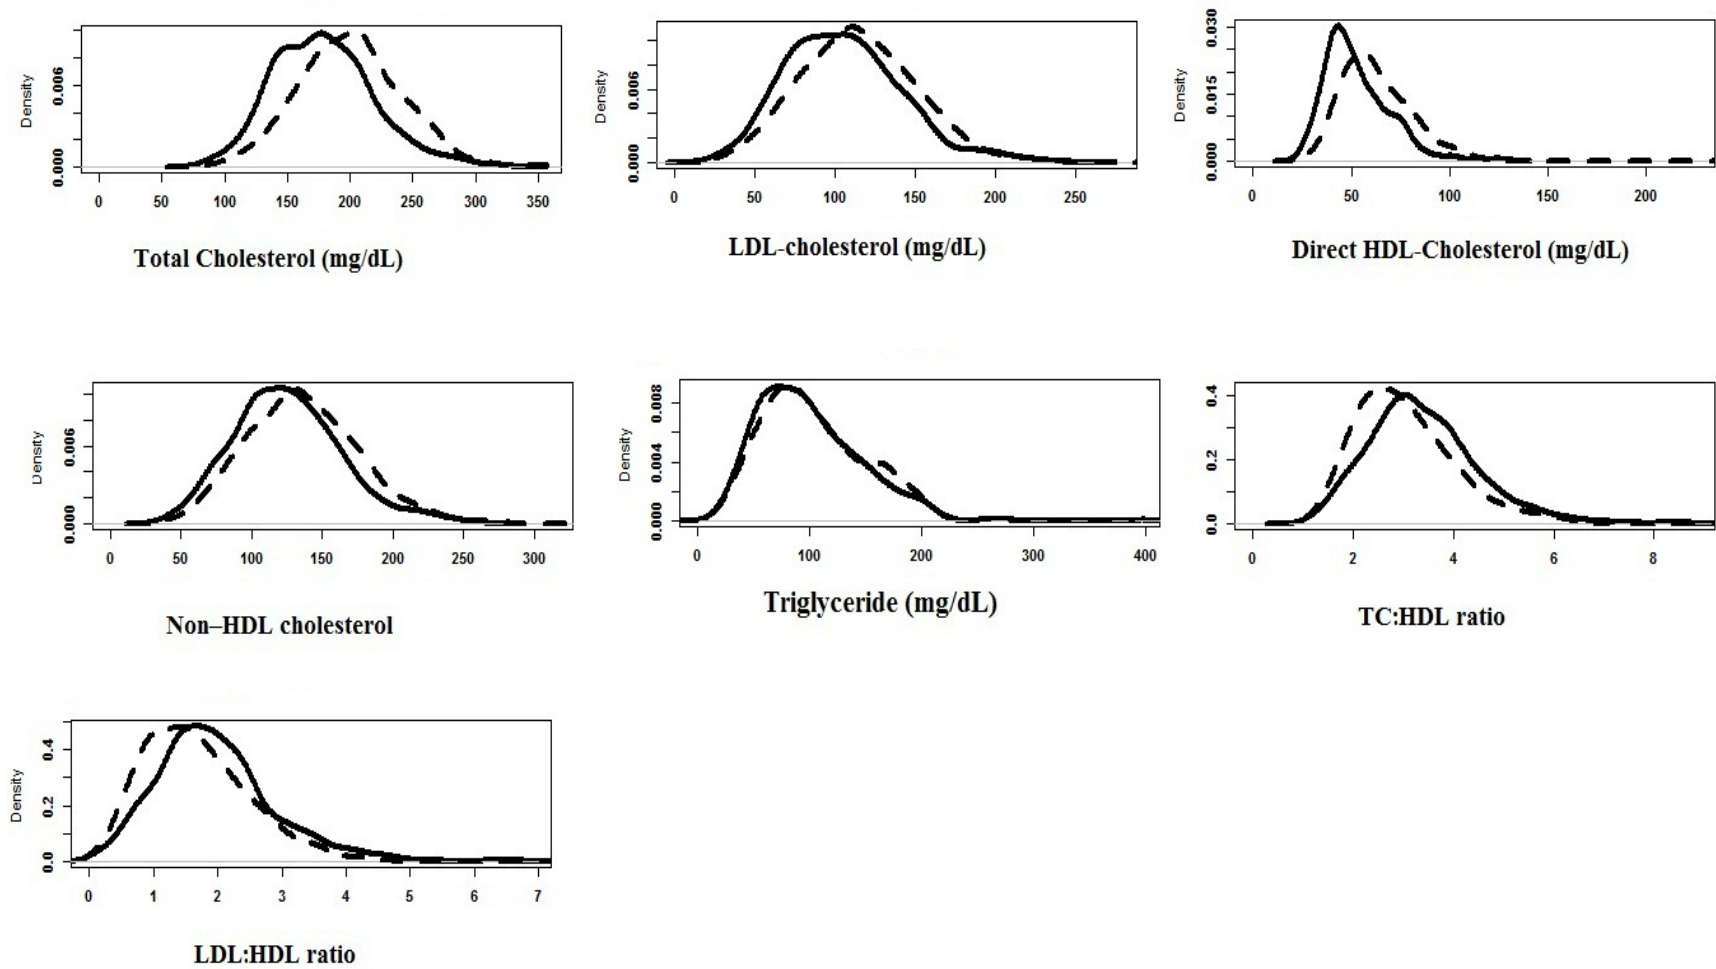 Density
0.006
0.000
0 50 100 150 200 250 300 350
Total Cholesterol (mg/dL)
Density
0.006
0.000
0 50 100 150 200 250
LDL-cholesterol (mg/dL)
Density
0.030
0.015
0.000
0 50 100 150 200
Direct HDL-Cholesterol (mg/dL)
Density
0.006
0.000
0 50 100 150 200 250 300
Non–HDL cholesterol
Density
0.008
0.004
0.000
0 100 200 300 400
Triglyceride (mg/dL)
Density
0.4
0.2
0.0
0 2 4 6 8
TC:HDL ratio
Density
0.4
0.2
0.0
0 1 2 3 4 5 6 7
LDL:HDL ratio